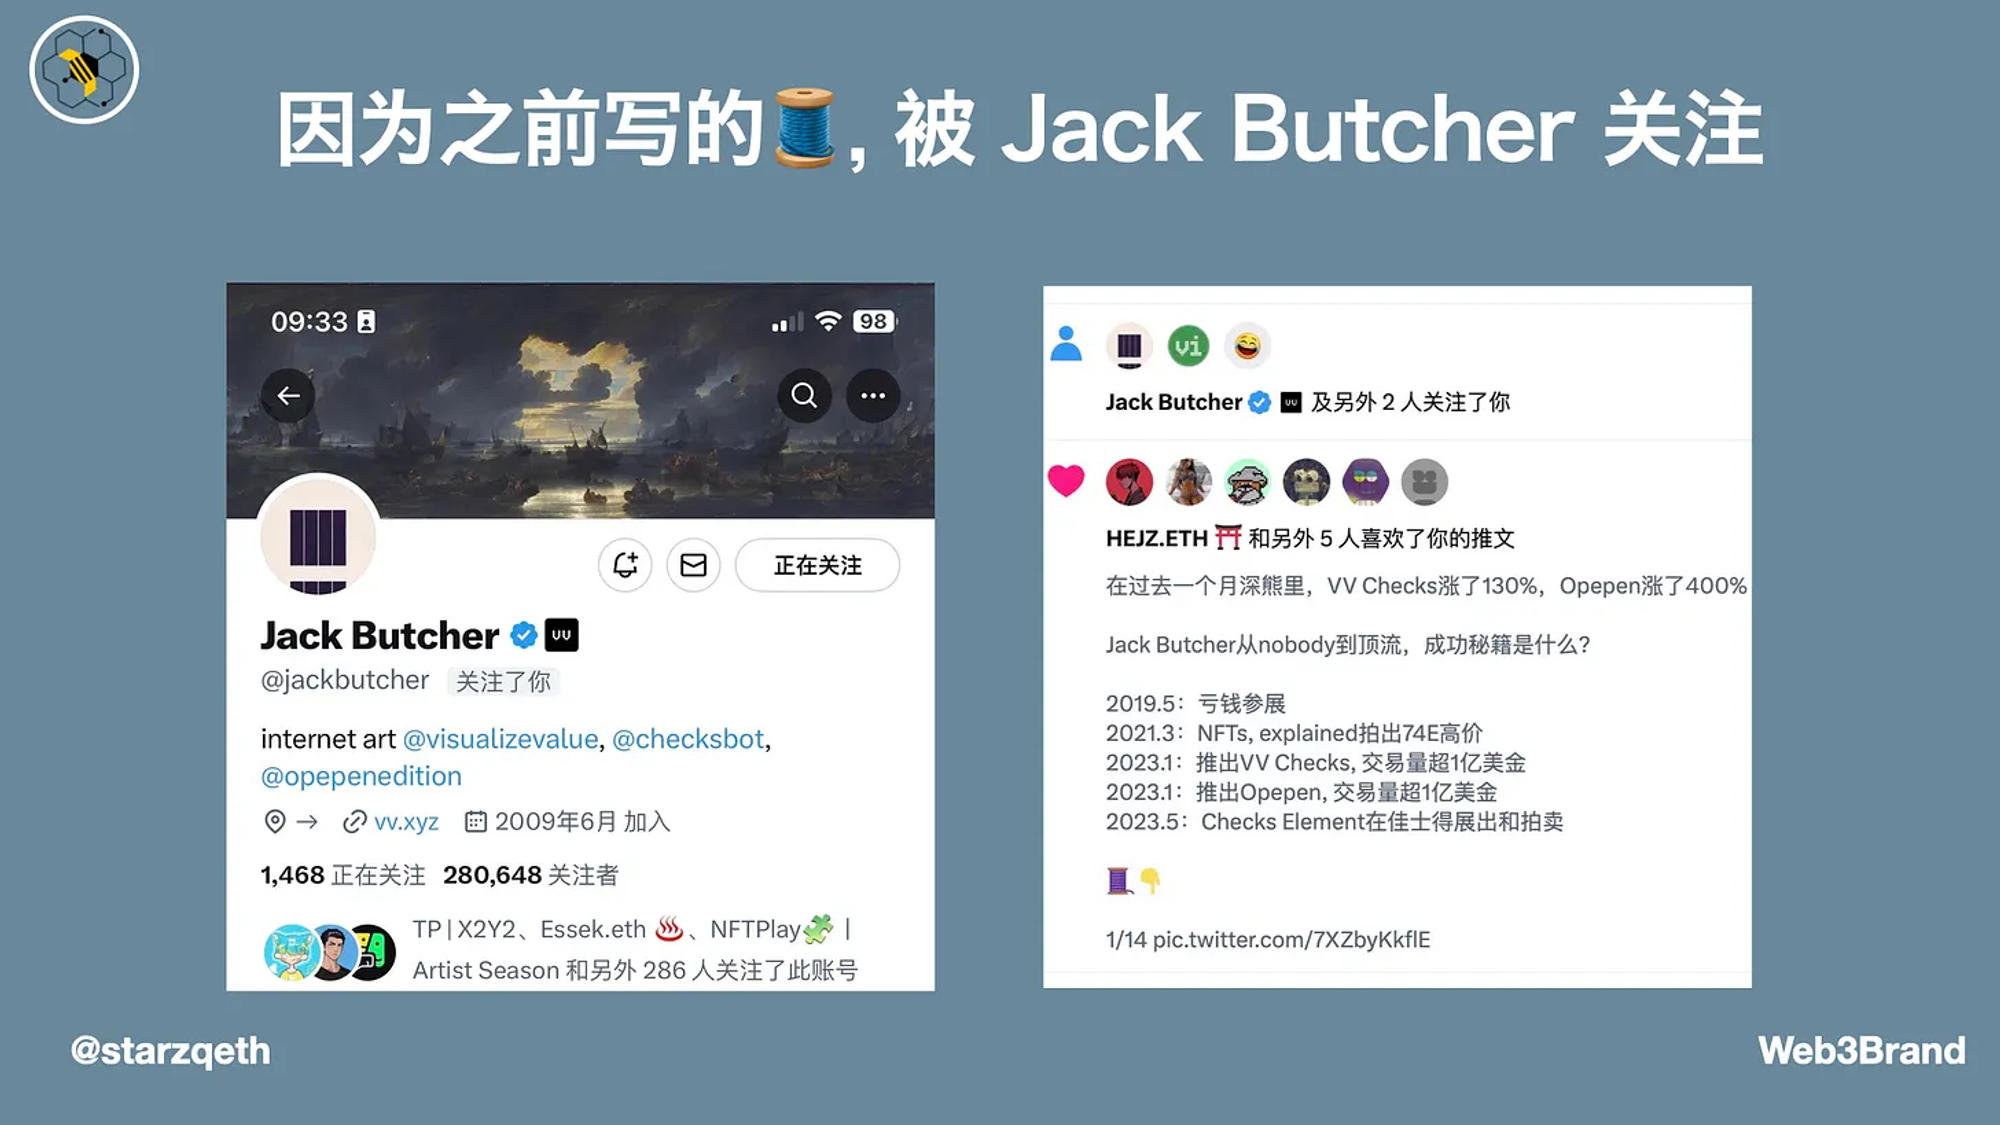 因为之前写的🧵, 被 Jack Butcher 关注
09:33
98
Jack Butcher
@jackbutcher 关注了你
正在关注
internet art @visualizevalue, @checksbot,
@opepenedition
→ vv.xyz 2009年6月 加入
1,468 正在关注 280,648 关注者
TP | X2Y2、Essek.eth ♨️、NFTPlay🧩 |
Artist Season 和另外 286 人关注了此账号
vi
Jack Butcher 及另外 2 人关注了你
HEJZ.ETH ⛩️ 和另外 5 人喜欢了你的推文
在过去一个月深熊里，VV Checks涨了130%，Opepen涨了400%
Jack Butcher从nobody到顶流，成功秘籍是什么？
2019.5：亏钱参展
2021.3：NFTs, explained拍出74E高价
2023.1：推出VV Checks, 交易量超1亿美金
2023.1：推出Opepen, 交易量超1亿美金
2023.5：Checks Element在佳士得展出和拍卖
🧵👇
1/14 pic.twitter.com/7XZbyKkflE
@starzqeth
Web3Brand